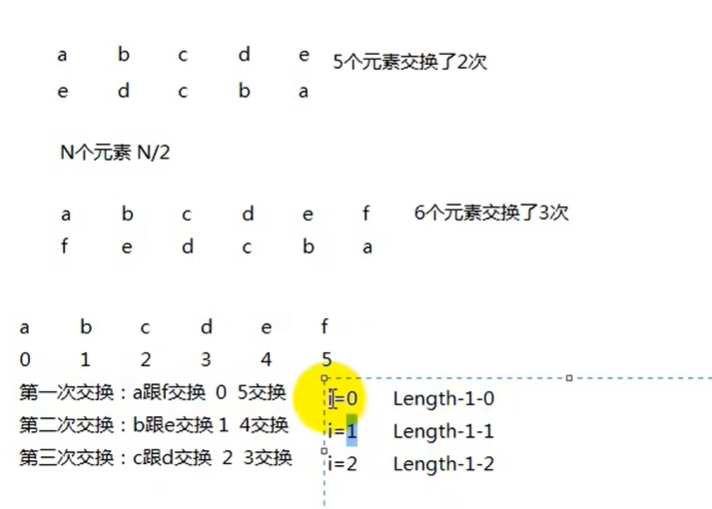 a b c d e 5个元素交换了2次
e d c b a
N个元素 N/2
a b c d e f 6个元素交换了3次
f e d c b a
a b c d e f
0 1 2 3 4 5
第一次交换：a跟f交换 0 5交换 i=0 Length-1-0
第二次交换：b跟e交换 1 4交换 i=1 Length-1-1
第三次交换：c跟d交换 2 3交换 i=2 Length-1-2